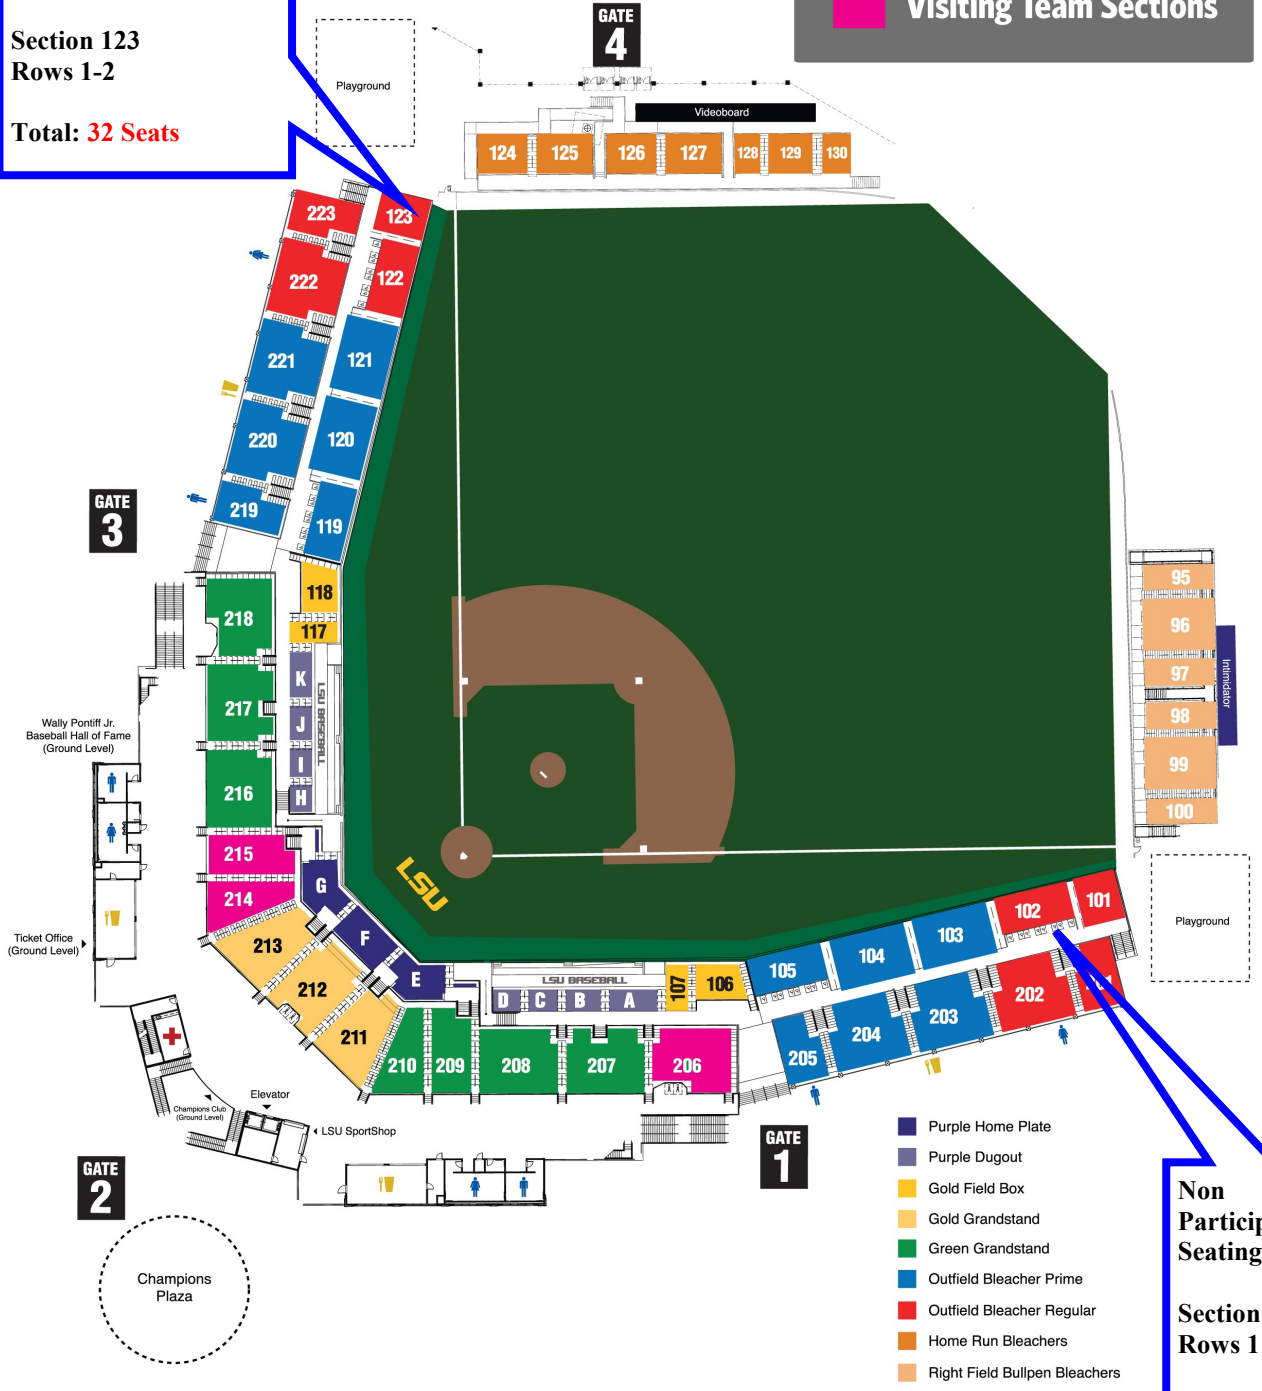 Visiting Team Sections
Section 123
Rows 1-2
Total: 32 Seats
GATE
4
Playground
Videoboard
124
125
126
127
128
129
130
223
123
222
122
221
121
220
120
219
119
GATE
3
118
218
117
K
217
J
LSU BASEBALL
I
216
H
95
96
97
98
99
100
Intimidator
Wally Pontiff Jr.
Baseball Hall of Fame
(Ground Level)
215
214
G
LSU
213
F
212
E
211
Ticket Office
(Ground Level)
101
102
103
104
105
106
107
LSU BASEBALL
D
C
B
A
Playground
202
203
204
205
210
209
208
207
206
Champions Club
(Ground Level)
Elevator
LSU SportShop
GATE
2
GATE
1
Champions
Plaza
Purple Home Plate
Purple Dugout
Gold Field Box
Gold Grandstand
Green Grandstand
Outfield Bleacher Prime
Outfield Bleacher Regular
Home Run Bleachers
Right Field Bullpen Bleachers
Non
Particip
Seating
Section
Rows 1